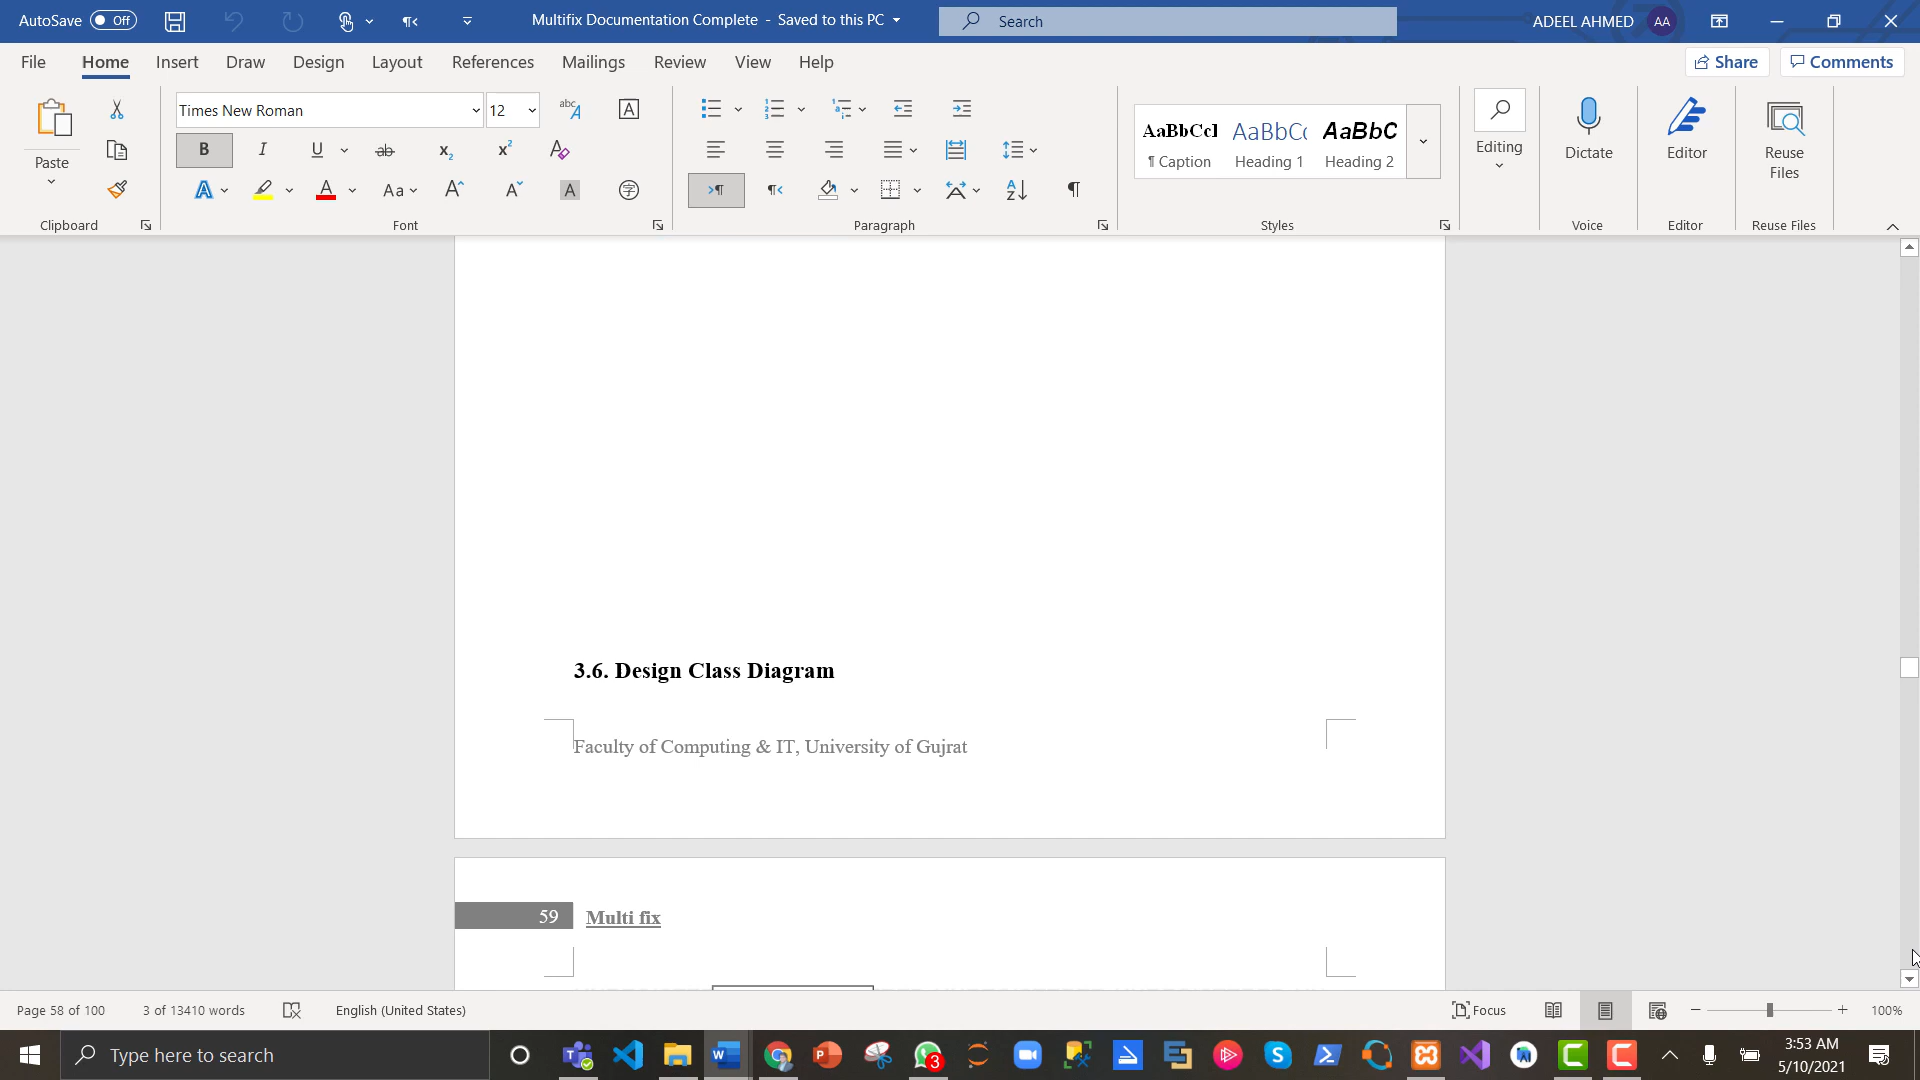 AutoSave Off Multifix Documentation Complete - Saved to this PC Search ADEEL AHMED AA
File Home Insert Draw Design Layout References Mailings Review View Help Share Comments
Paste Times New Roman 12 Editing Dictate Editor Reuse Files
AaBbCcI AaBbCc AaBbC
¶ Caption Heading 1 Heading 2
Clipboard Font Paragraph Styles Voice Editor Reuse Files
3.6. Design Class Diagram
Faculty of Computing & IT, University of Gujrat
59 Multi fix
Page 58 of 100 3 of 13410 words English (United States) Focus 100%
Type here to search 3 3:53 AM
5/10/2021